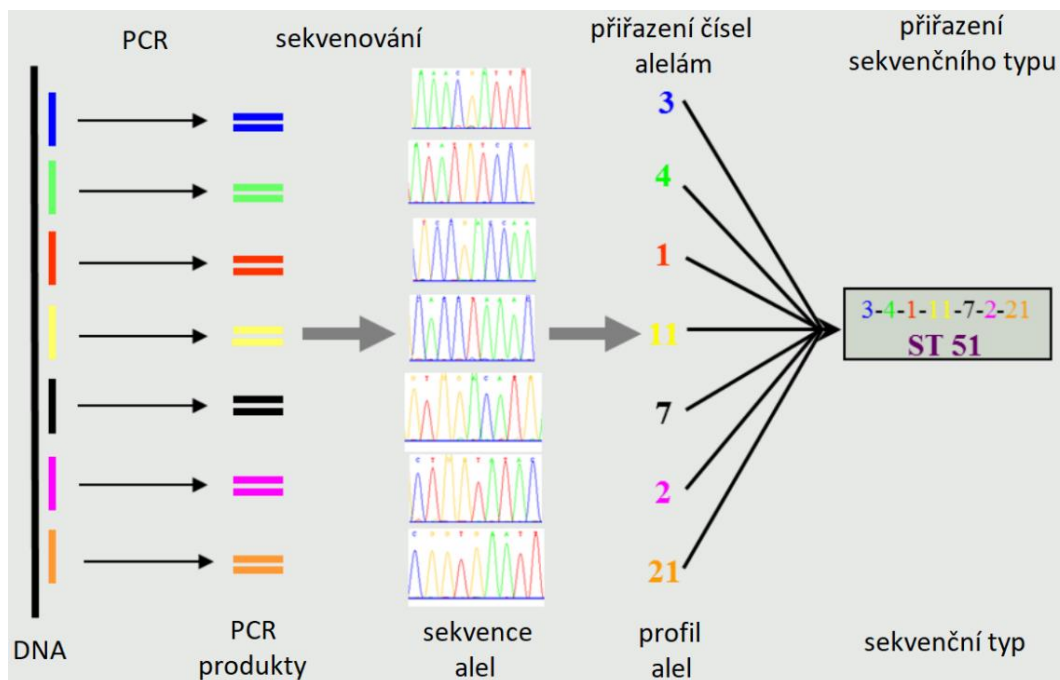 PCR
sekvenování
přiřazení čísel
alelám
přiřazení
sekvenčního typu
3
4
1
11
7
2
21
3-4-1-11-7-2-21
ST 51
DNA
PCR
produkty
sekvence
alel
profil
alel
sekvenční typ